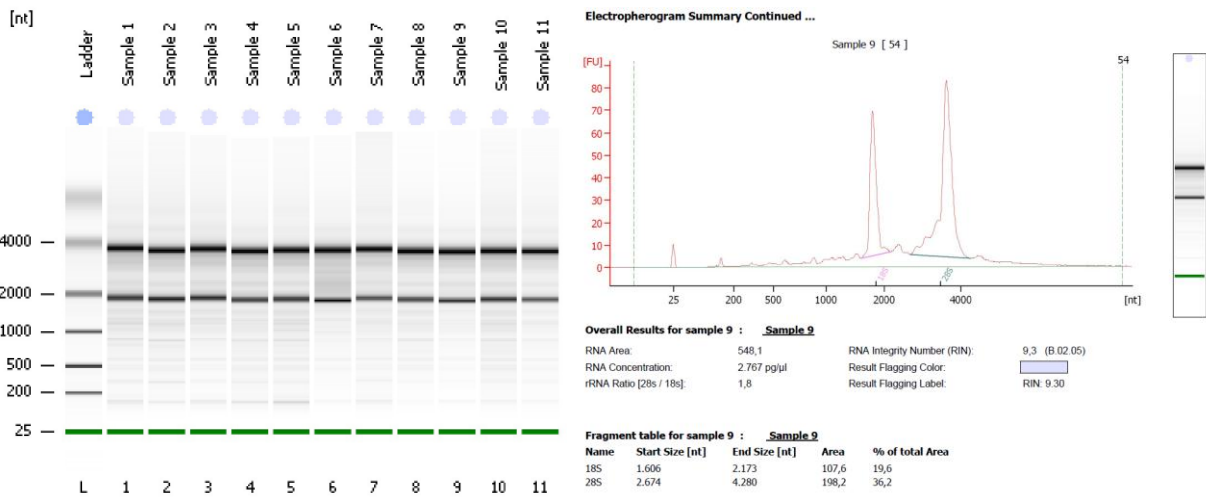 [nt]
Ladder
Sample 1
Sample 2
Sample 3
Sample 4
Sample 5
Sample 6
Sample 7
Sample 8
Sample 9
Sample 10
Sample 11
4000
2000
1000
500
200
25
L 1 2 3 4 5 6 7 8 9 10 11
Electropherogram Summary Continued ...
Sample 9 [ 54 ]
[FU]
54
80
70
60
50
40
30
20
10
0
18S
28S
25 200 500 1000 2000 4000 [nt]
Overall Results for sample 9 : Sample 9
RNA Area: 548,1 RNA Integrity Number (RIN): 9,3 (B.02.05)
RNA Concentration: 2.767 pg/µl Result Flagging Color:
rRNA Ratio [28s / 18s]: 1,8 Result Flagging Label: RIN: 9.30
Fragment table for sample 9 : Sample 9
Name Start Size [nt] End Size [nt] Area % of total Area
18S 1.606 2.173 107,6 19,6
28S 2.674 4.280 198,2 36,2